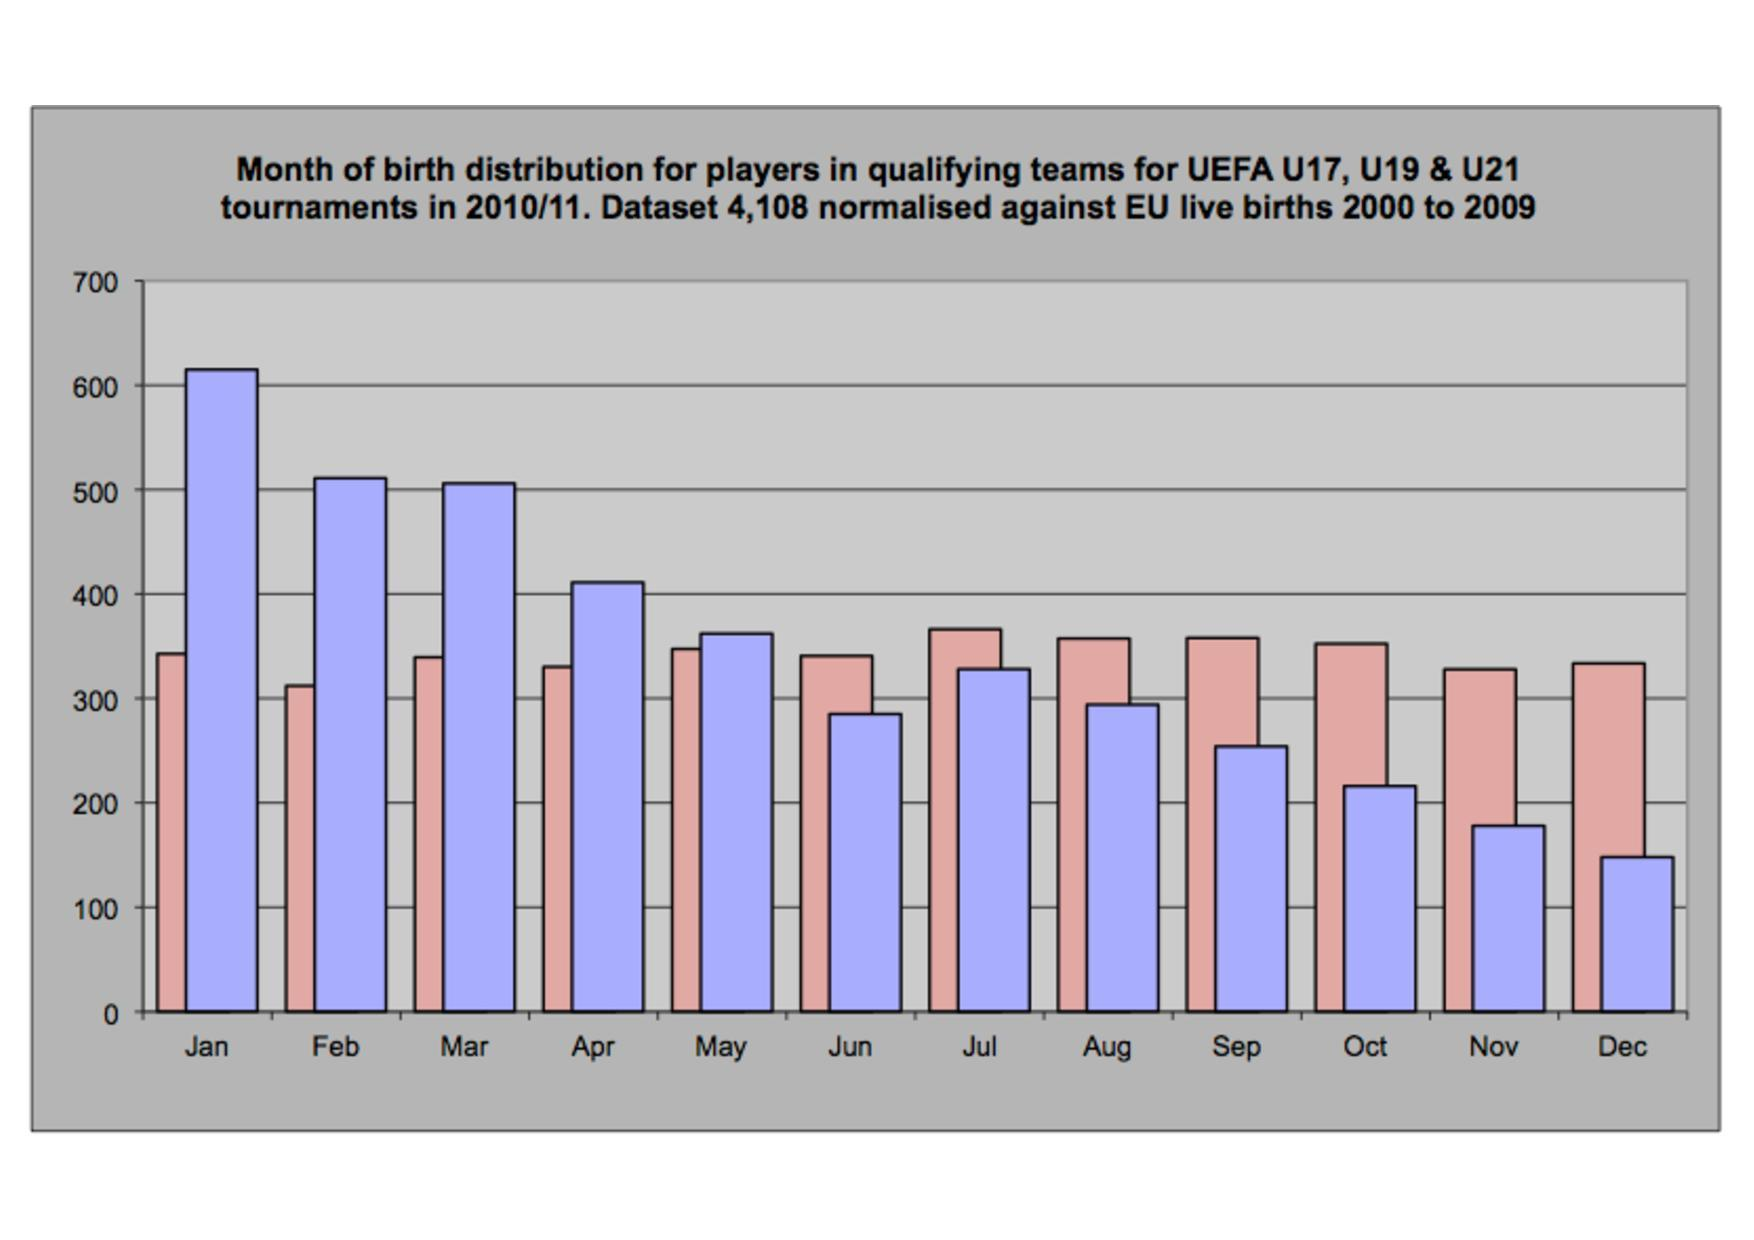 Month of birth distribution for players in qualifying teams for UEFA U17, U19 & U21
tournaments in 2010/11. Dataset 4,108 normalised against EU live births 2000 to 2009
700
600
500
400
300
200
100
0
Jan Feb Mar Apr May Jun Jul Aug Sep Oct Nov Dec